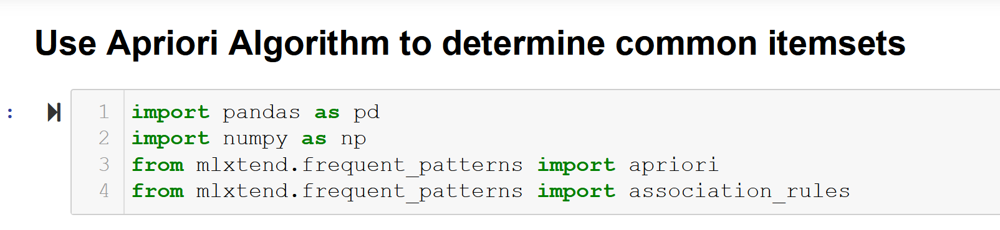 Use Apriori Algorithm to determine common itemsets
:
1 import pandas as pd
2 import numpy as np
3 from mlxtend.frequent_patterns import apriori
4 from mlxtend.frequent_patterns import association_rules